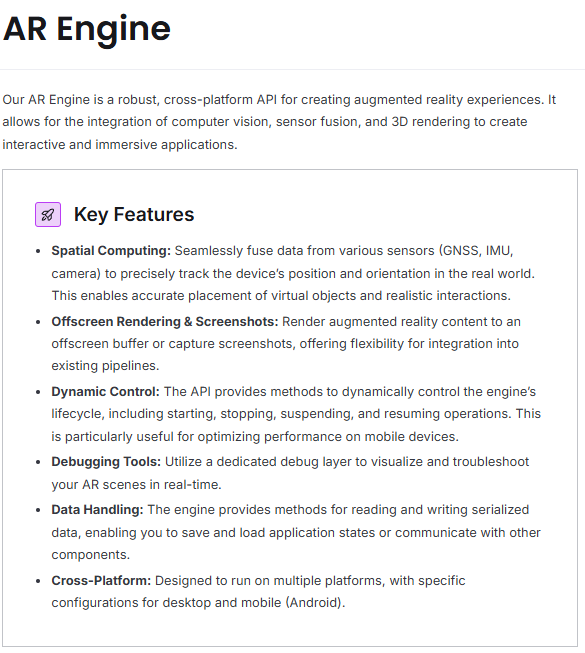 AR Engine
Our AR Engine is a robust, cross-platform API for creating augmented reality experiences. It
allows for the integration of computer vision, sensor fusion, and 3D rendering to create
interactive and immersive applications.
Key Features
• Spatial Computing: Seamlessly fuse data from various sensors (GNSS, IMU,
camera) to precisely track the device’s position and orientation in the real world.
This enables accurate placement of virtual objects and realistic interactions.
• Offscreen Rendering & Screenshots: Render augmented reality content to an
offscreen buffer or capture screenshots, offering flexibility for integration into
existing pipelines.
• Dynamic Control: The API provides methods to dynamically control the engine’s
lifecycle, including starting, stopping, suspending, and resuming operations. This
is particularly useful for optimizing performance on mobile devices.
• Debugging Tools: Utilize a dedicated debug layer to visualize and troubleshoot
your AR scenes in real-time.
• Data Handling: The engine provides methods for reading and writing serialized
data, enabling you to save and load application states or communicate with other
components.
• Cross-Platform: Designed to run on multiple platforms, with specific
configurations for desktop and mobile (Android).